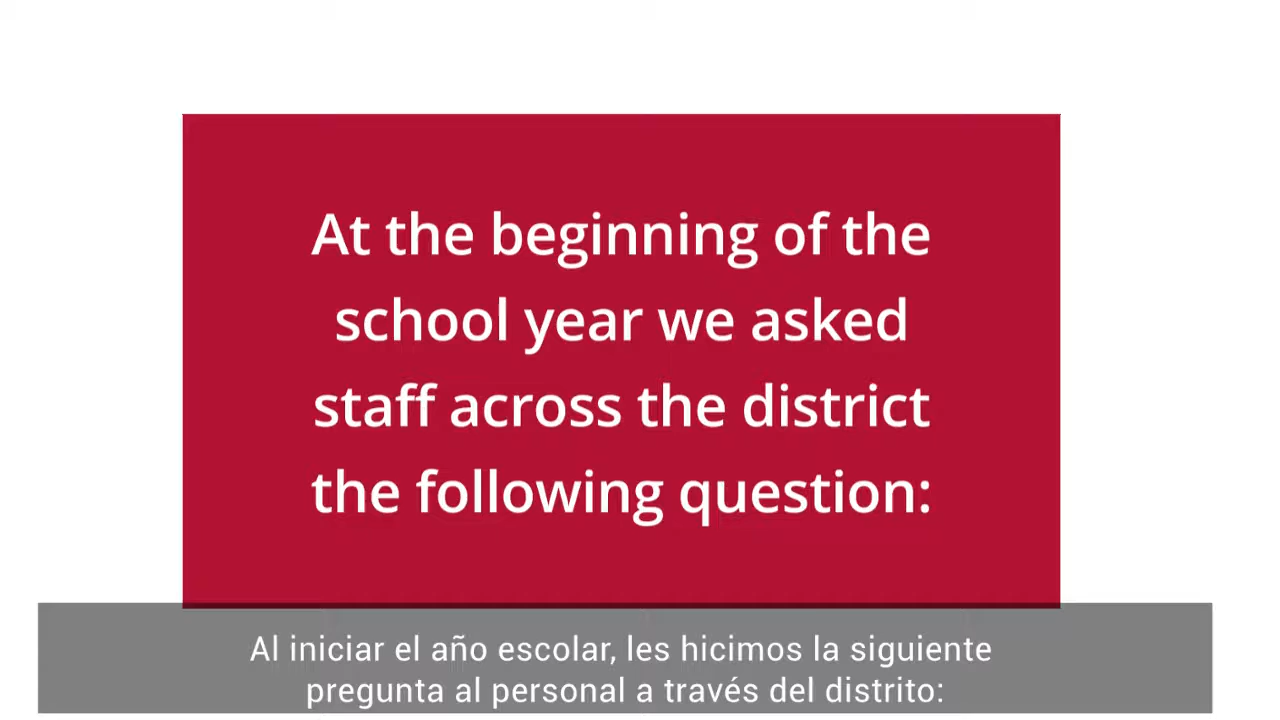 At the beginning of the
school year we asked
staff across the district
the following question:
Al iniciar el año escolar, les hicimos la siguiente
pregunta al personal a través del distrito: